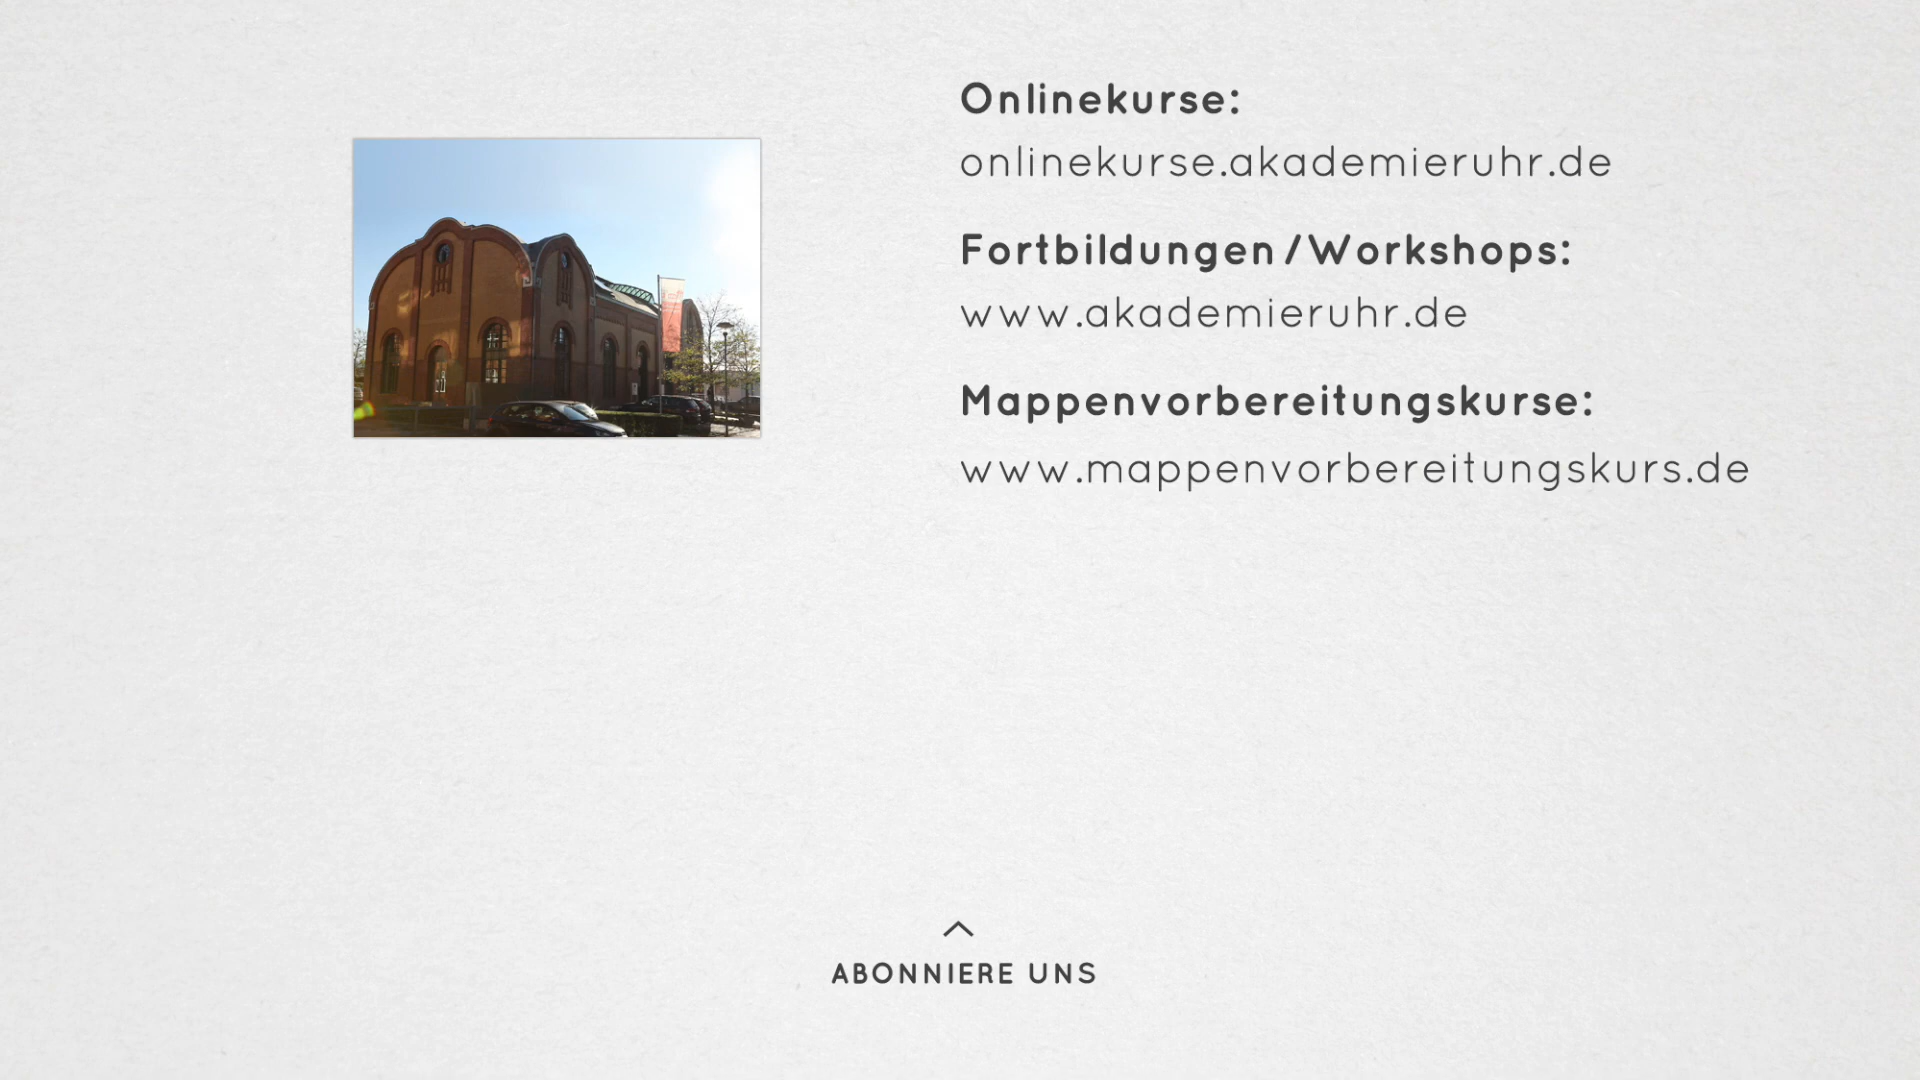 Onlinekurse:
onlinekurse.akademieruhr.de
Fortbildungen/Workshops:
www.akademieruhr.de
Mappenvorbereitungskurse:
www.mappenvorbereitungskurs.de
ABONNIERE UNS